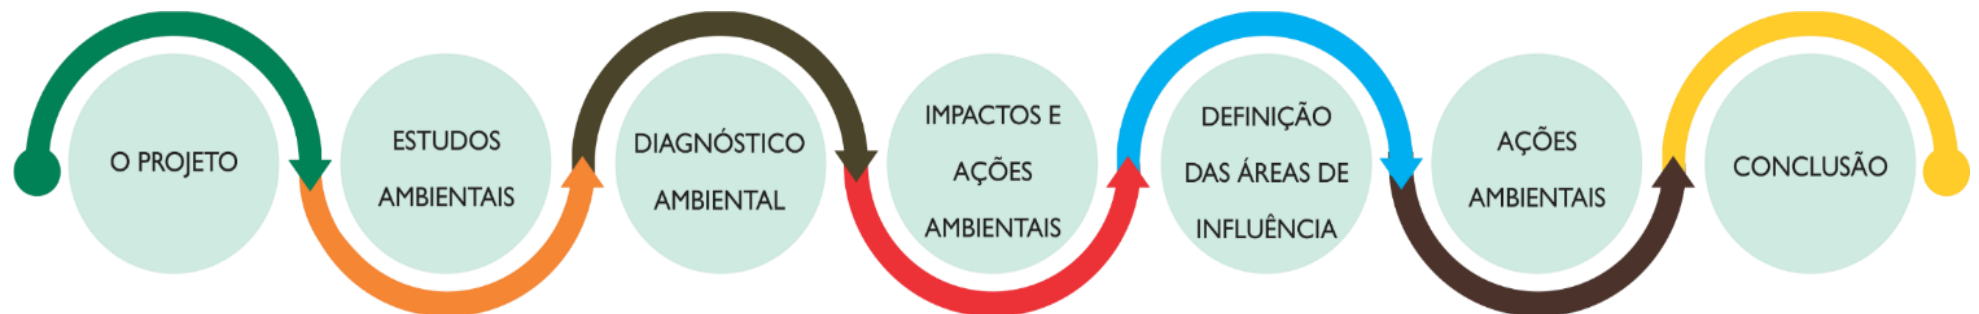 O PROJETO
ESTUDOS
AMBIENTAIS
DIAGNÓSTICO
AMBIENTAL
IMPACTOS E
AÇÕES
AMBIENTAIS
DEFINIÇÃO
DAS ÁREAS DE
INFLUÊNCIA
AÇÕES
AMBIENTAIS
CONCLUSÃO